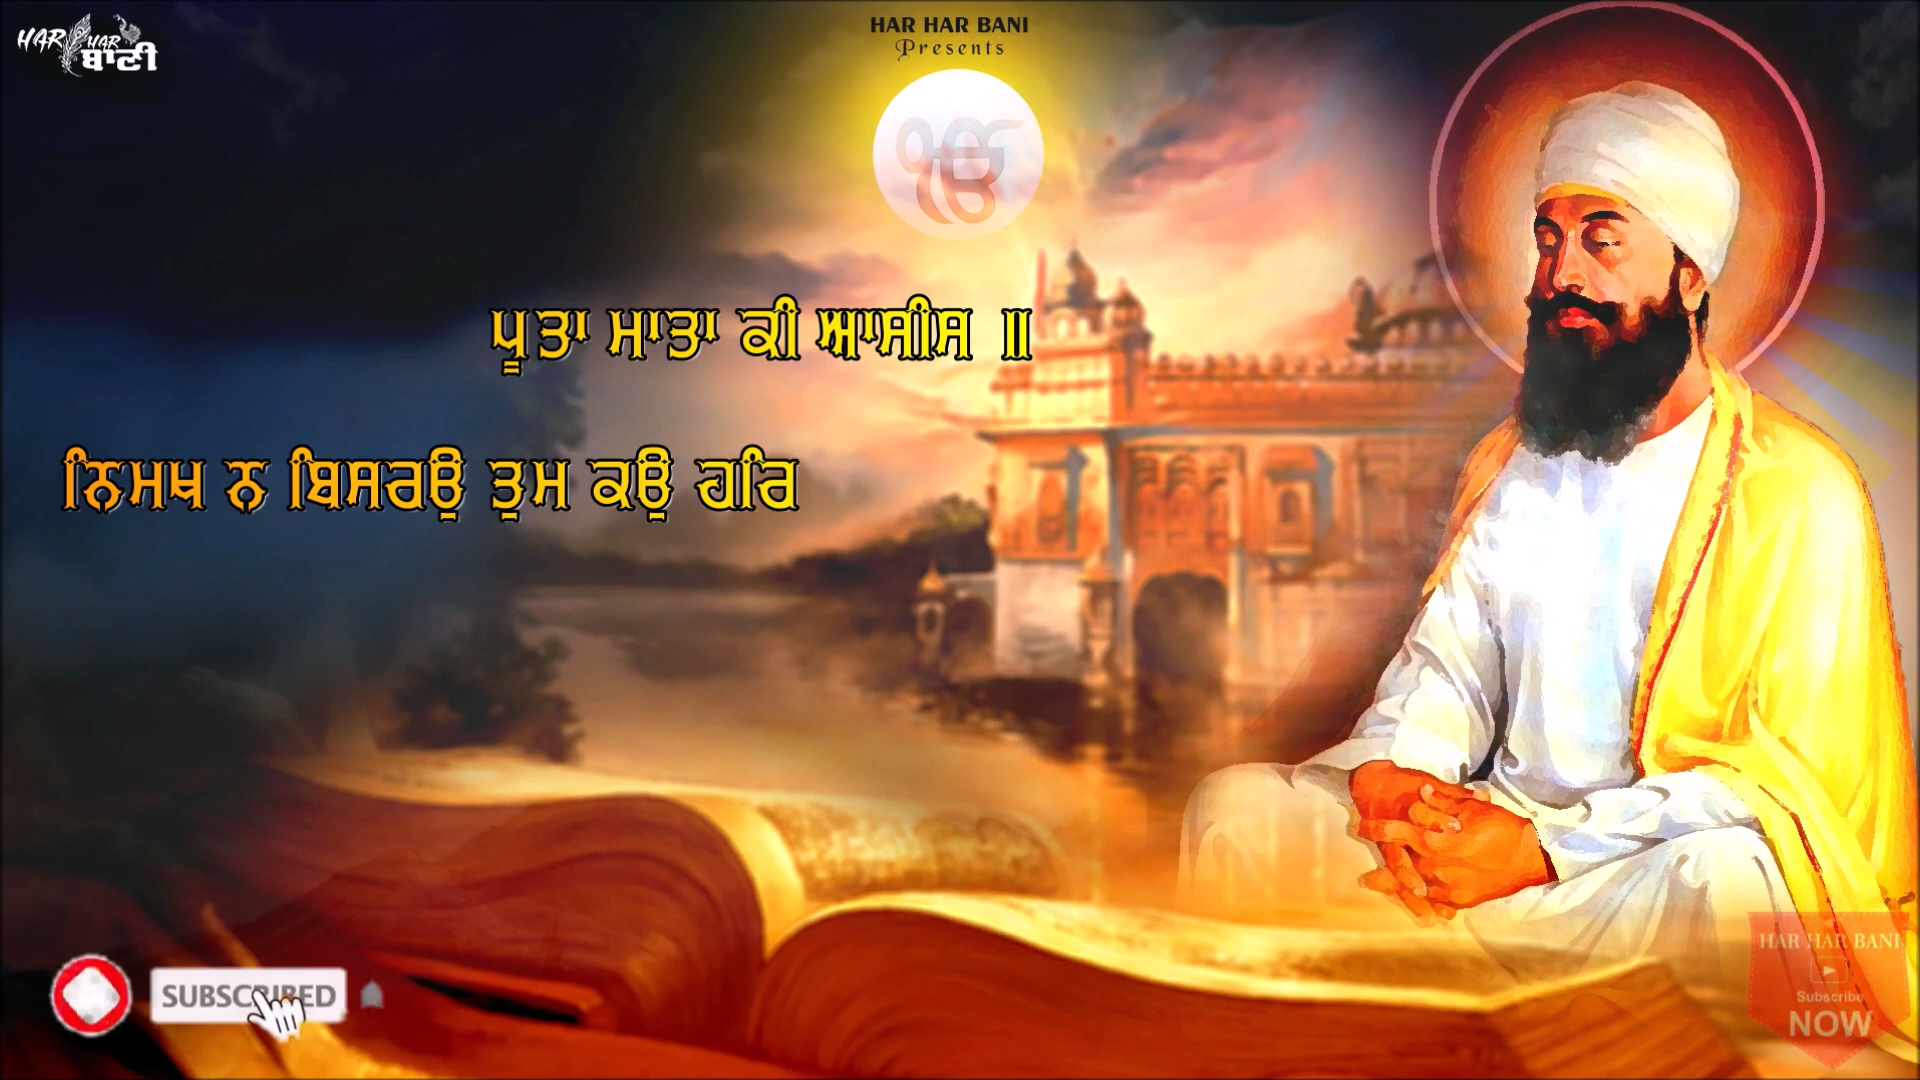 HAR HAR ਬਾਣੀ
HAR HAR BANI
Presents
ੴ
ਪੂਤਾ ਮਾਤਾ ਕੀ ਆਸੀਸ ॥
ਨਿਮਖ ਨ ਬਿਸਰਉ ਤੁਮ ਕਉ ਹਰਿ
SUBSCRIBED
HAR HAR BANI
Subscribe
NOW